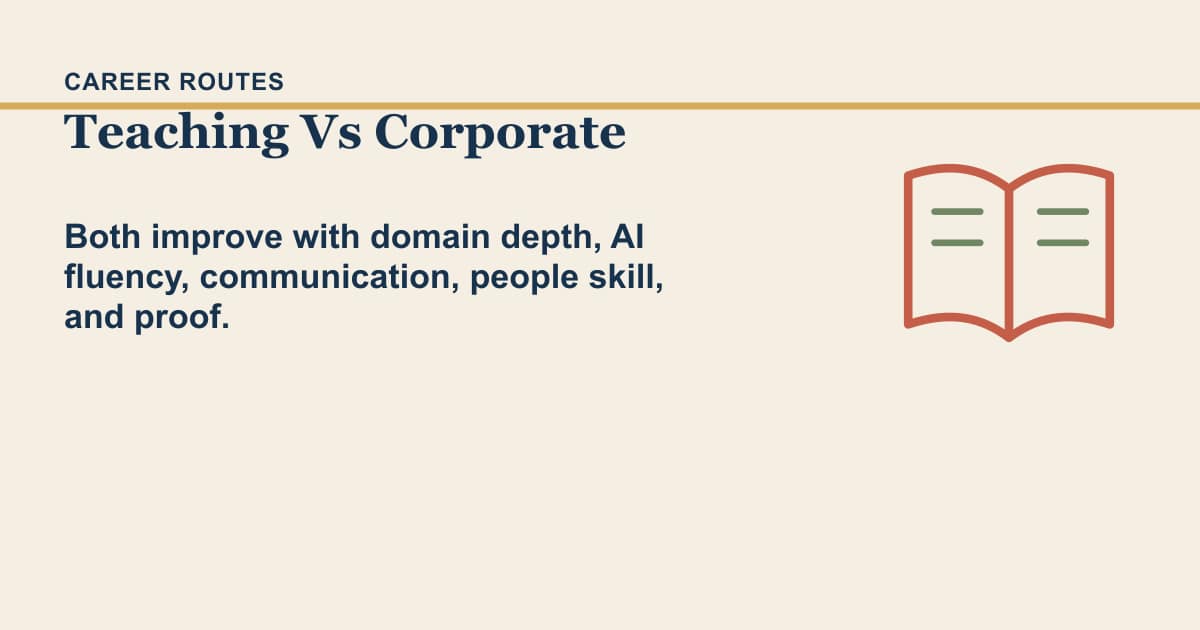 CAREER ROUTES
Teaching Vs Corporate
Both improve with domain depth, AI
fluency, communication, people skill,
and proof.